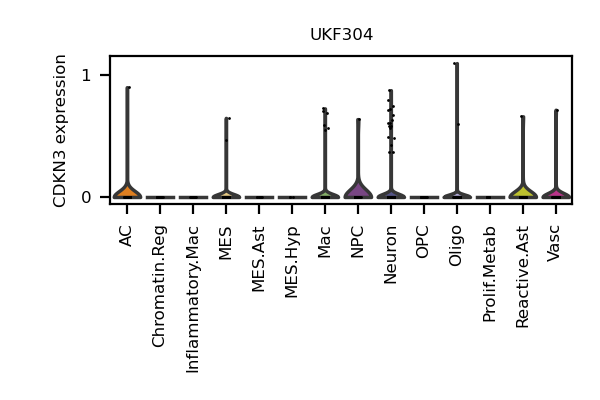 UKF304
CDKN3 expression
1
0
AC
Chromatin.Reg
Inflammatory.Mac
MES
MES.Ast
MES.Hyp
Mac
NPC
Neuron
OPC
Oligo
Prolif.Metab
Reactive.Ast
Vasc